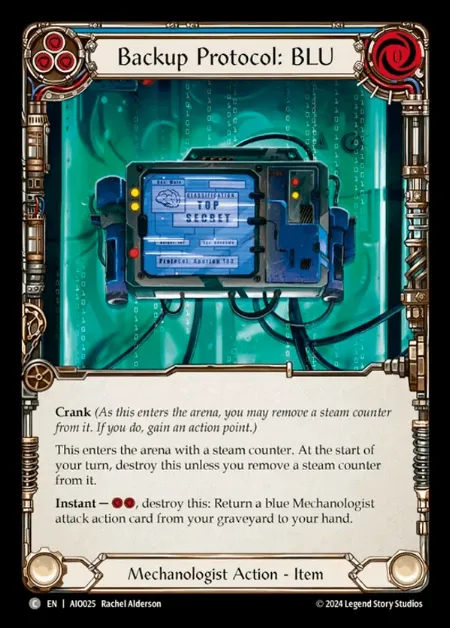 Backup Protocol: BLU
0
CLASSIFICATION
TOP
SECRET
Crank (As this enters the arena, you may remove a steam counter
from it. If you do, gain an action point.)
This enters the arena with a steam counter. At the start
of your turn, destroy this unless you remove a steam counter
from it.
Instant — , destroy this: Return a blue Mechanologist
attack action card from your graveyard to your hand.
Mechanologist Action - Item
C EN | AIO025 Rachel Alderson
© 2024 Legend Story Studios